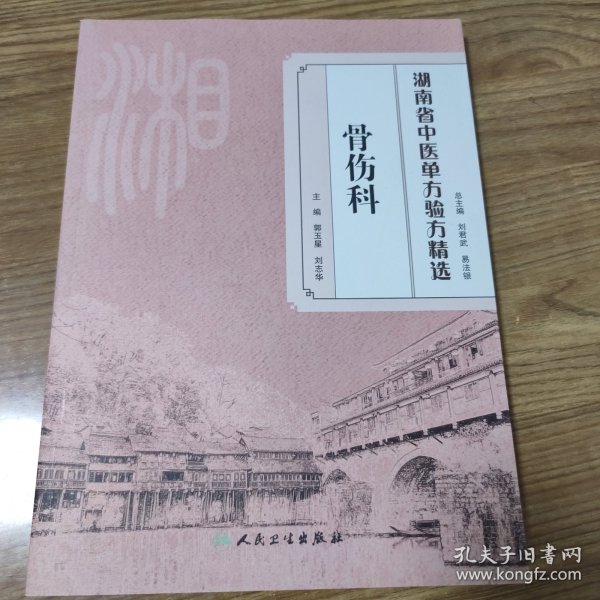 湘
湖南省中医单方验方精选
总主编 刘君武 易法银
骨伤科
主编 郭玉星 刘志华
人民卫生出版社
孔夫子旧书网
www.kongfz.com